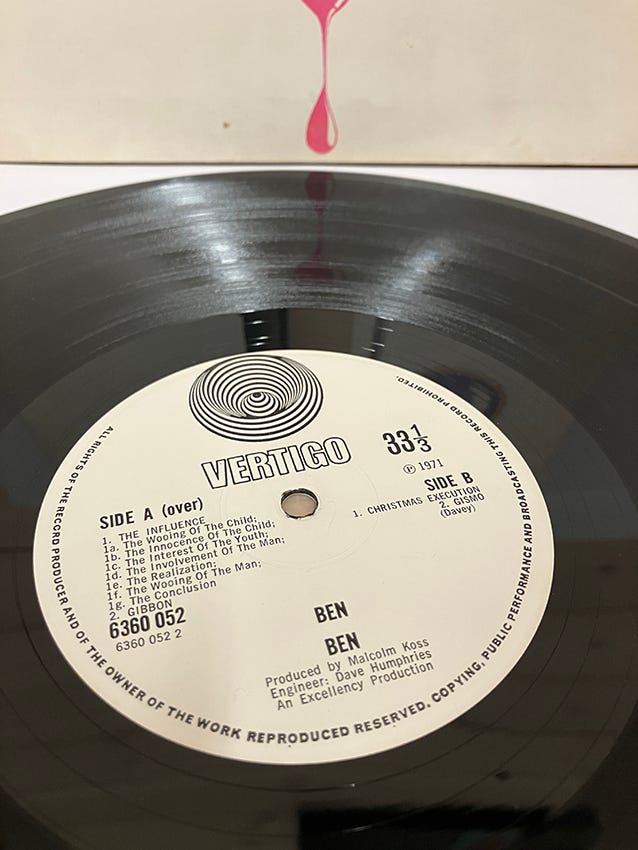 VERTIGO
33 1/3
Ⓟ 1971
SIDE A (over)
1. THE INFLUENCE
1a. The Wooing Of The Child;
1b. The Innocence Of The Child;
1c. The Interest Of The Youth;
1d. The Involvement Of The Man;
1e. The Realization;
1f. The Wooing Of The Man;
1g. The Conclusion
2. GIBBON
6360 052
6360 052 2
SIDE B
1. CHRISTMAS EXECUTION
2. GISMO
(Davey)
BEN
BEN
Produced by Malcolm Koss
Engineer: Dave Humphries
An Excellency Production
ALL RIGHTS OF THE RECORD PRODUCER AND OF THE OWNER OF THE WORK REPRODUCED RESERVED. COPYING, PUBLIC PERFORMANCE AND BROADCASTING THIS RECORD PROHIBITED.